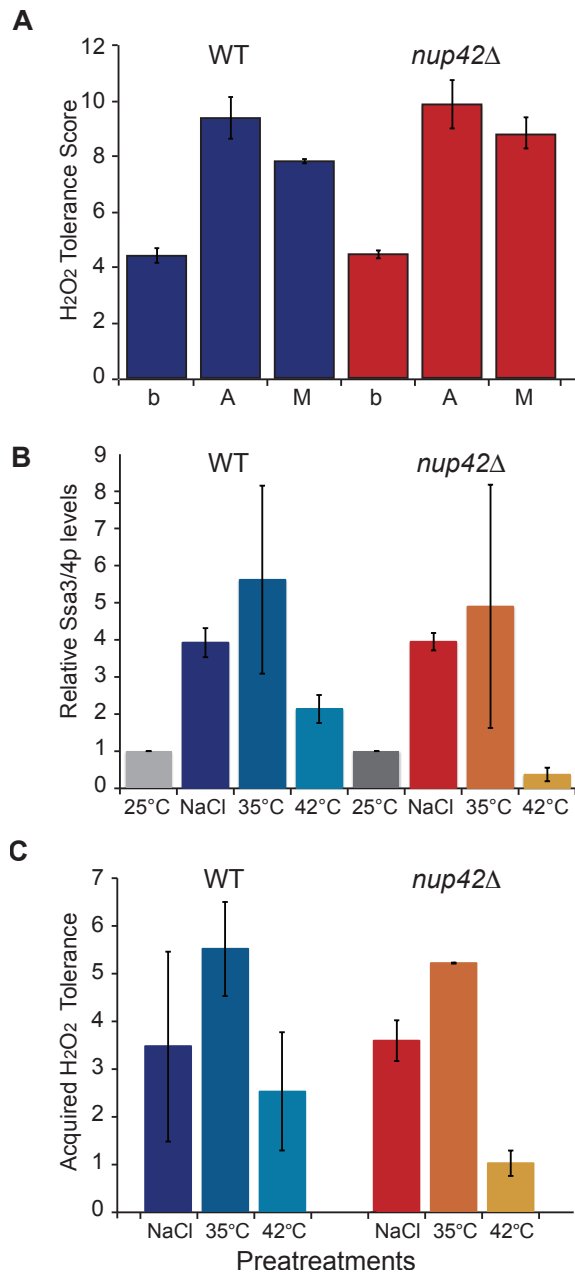 A
WT nup42Δ
H2O2 Tolerance Score
12
10
8
6
4
2
0
b A M b A M
B
WT nup42Δ
Relative Ssa3/4p levels
9
8
7
6
5
4
3
2
1
0
25°C NaCl 35°C 42°C 25°C NaCl 35°C 42°C
C
WT nup42Δ
Acquired H2O2 Tolerance
7
6
5
4
3
2
1
0
NaCl 35°C 42°C NaCl 35°C 42°C
Preatreatments